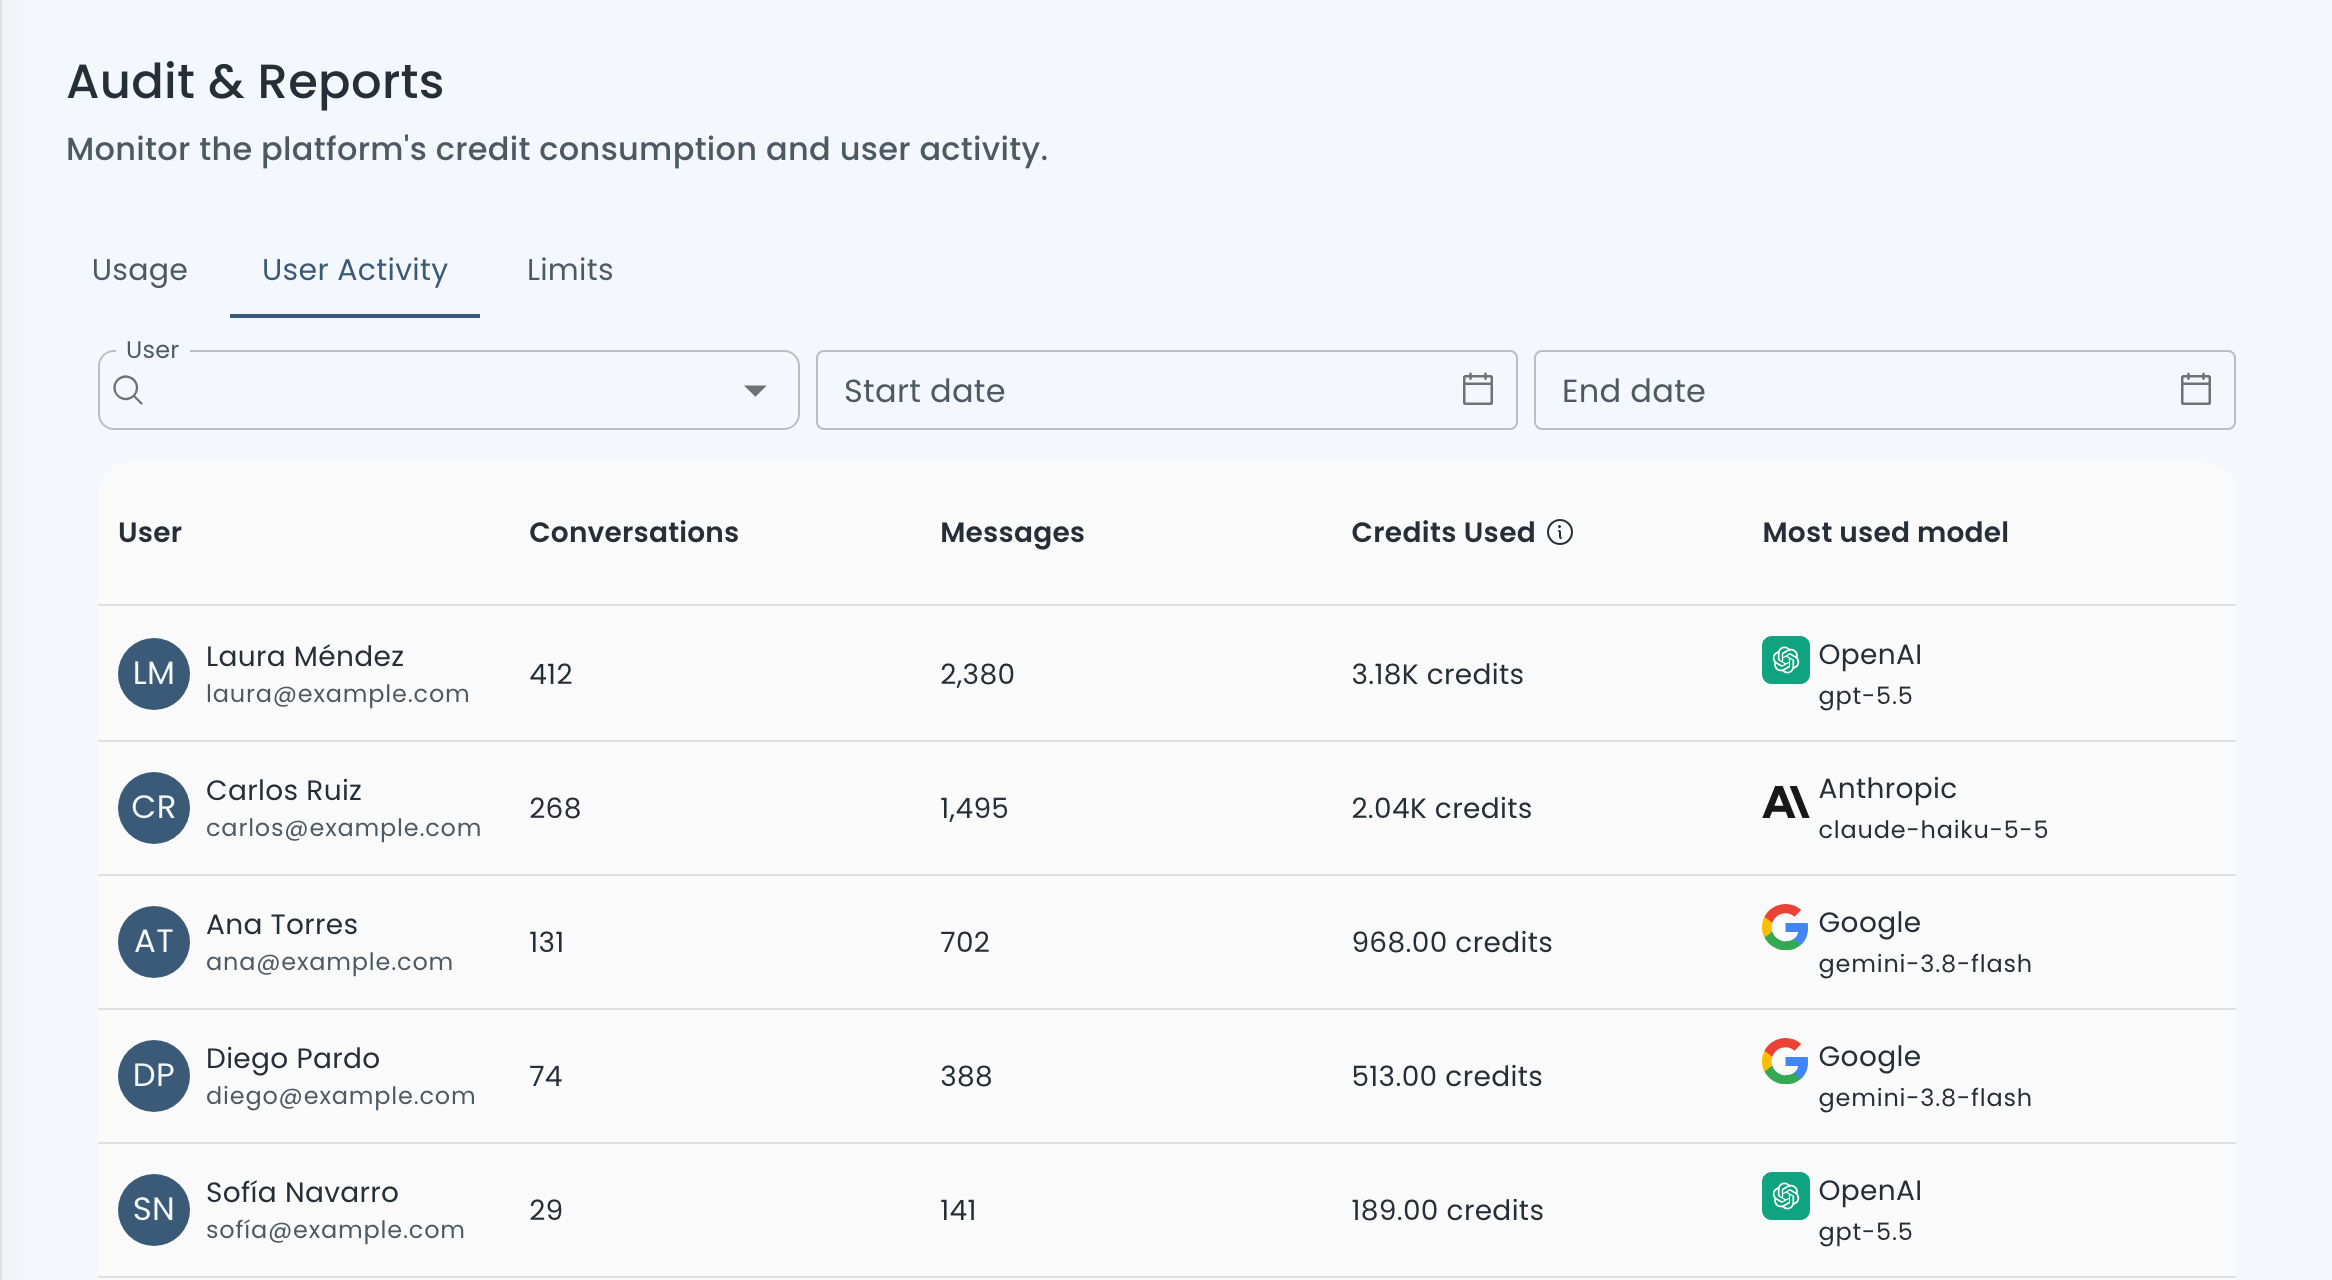 Audit & Reports
Monitor the platform's credit consumption and user activity.
Usage User Activity Limits
User
Start date End date
User Conversations Messages Credits Used Most used model
LM Laura Méndez 412 2,380 3.18K credits OpenAI
laura@example.com gpt-5.5
CR Carlos Ruiz 268 1,495 2.04K credits Anthropic
carlos@example.com claude-haiku-5-5
AT Ana Torres 131 702 968.00 credits Google
ana@example.com gemini-3.8-flash
DP Diego Pardo 74 388 513.00 credits Google
diego@example.com gemini-3.8-flash
SN Sofía Navarro 29 141 189.00 credits OpenAI
sofía@example.com gpt-5.5